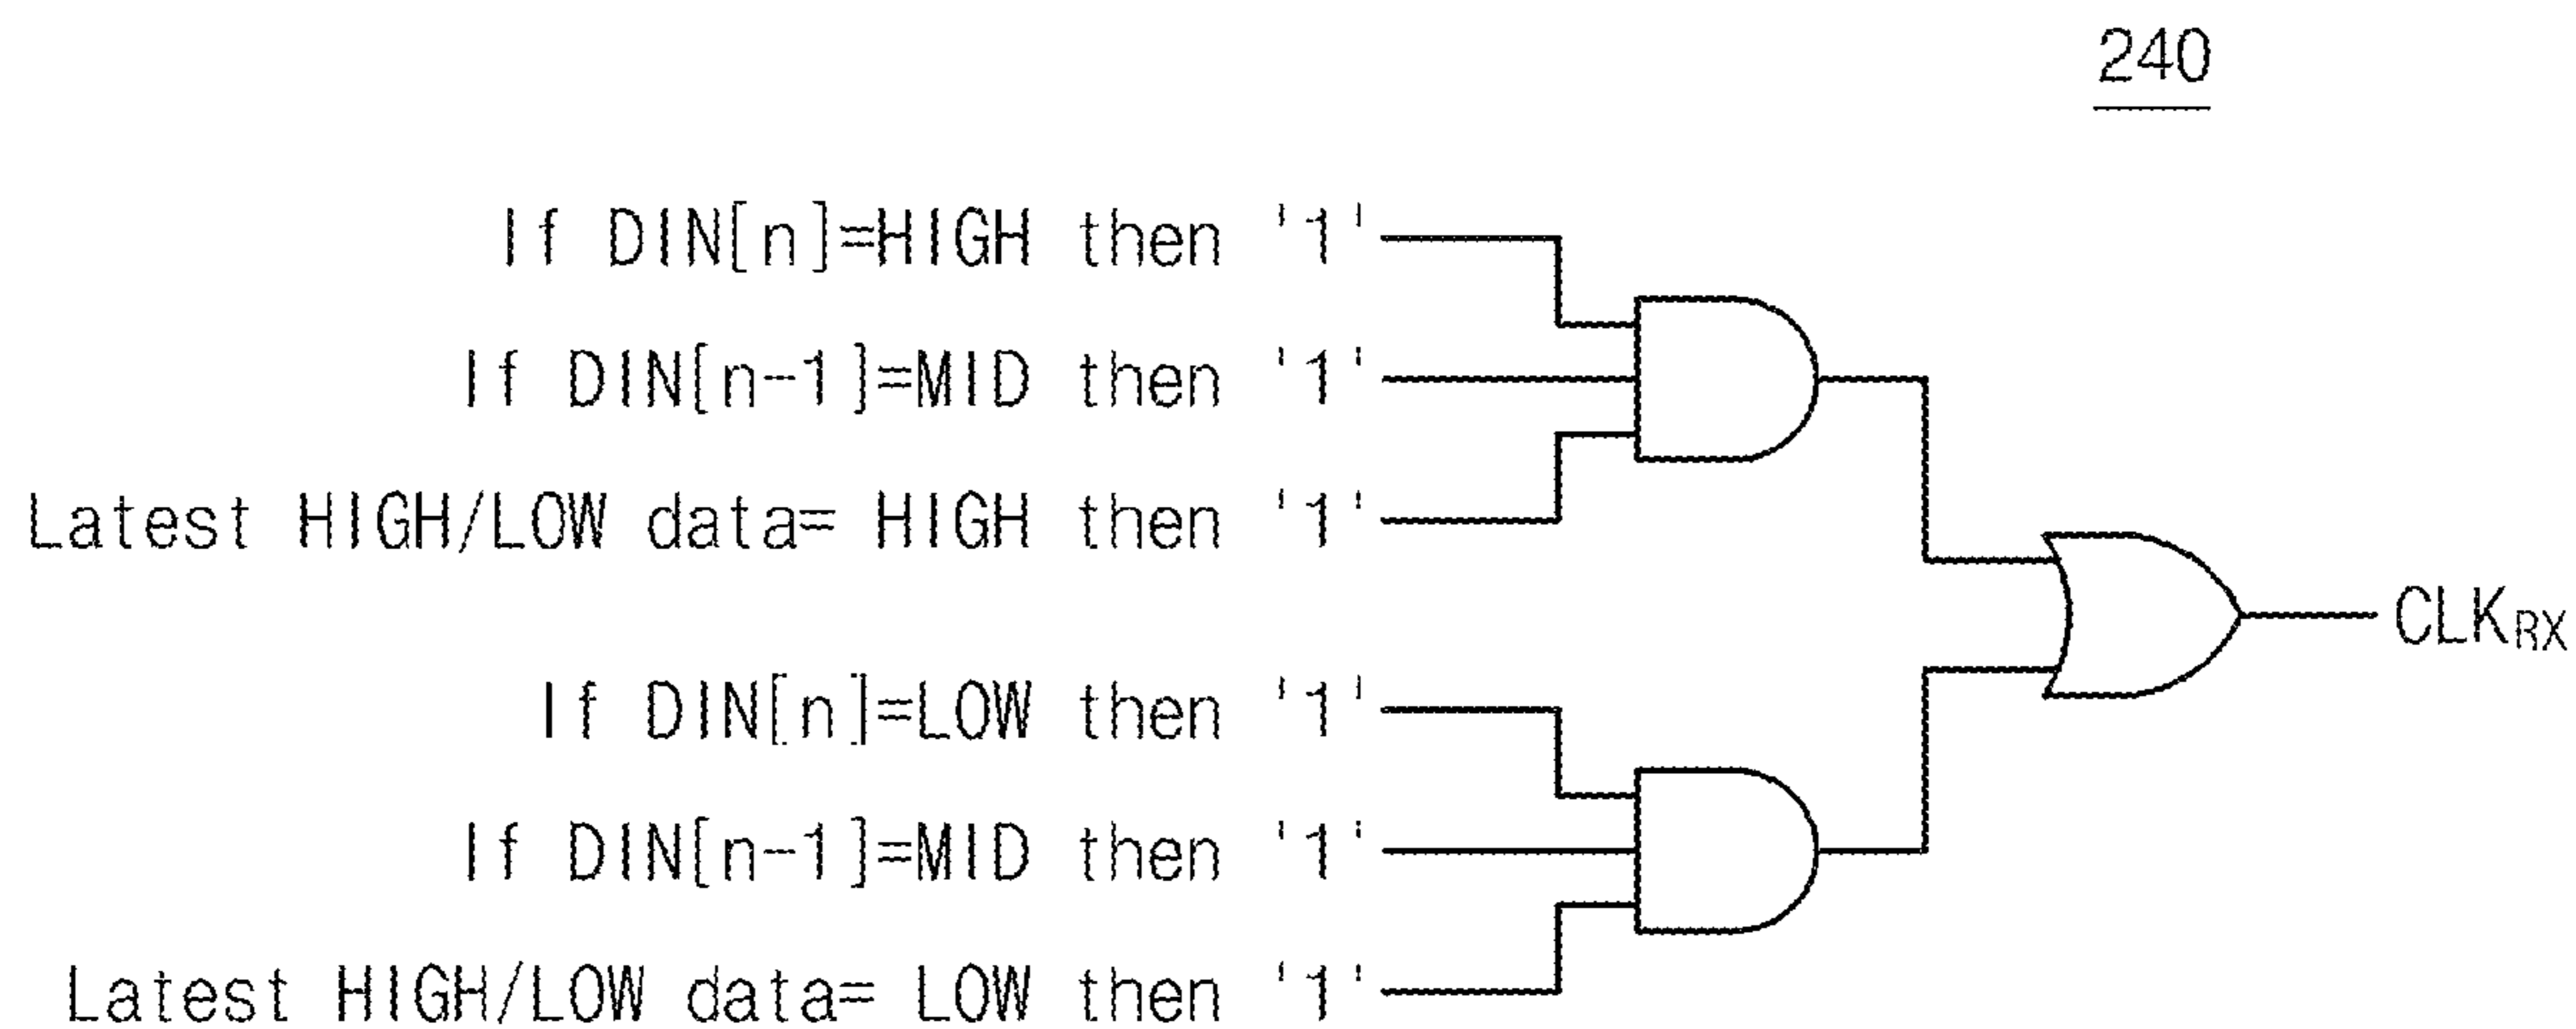 240
If DIN[n]=HIGH then '1'
If DIN[n-1]=MID then '1'
Latest HIGH/LOW data= HIGH then '1'
CLKRX
If DIN[n]=LOW then '1'
If DIN[n-1]=MID then '1'
Latest HIGH/LOW data= LOW then '1'